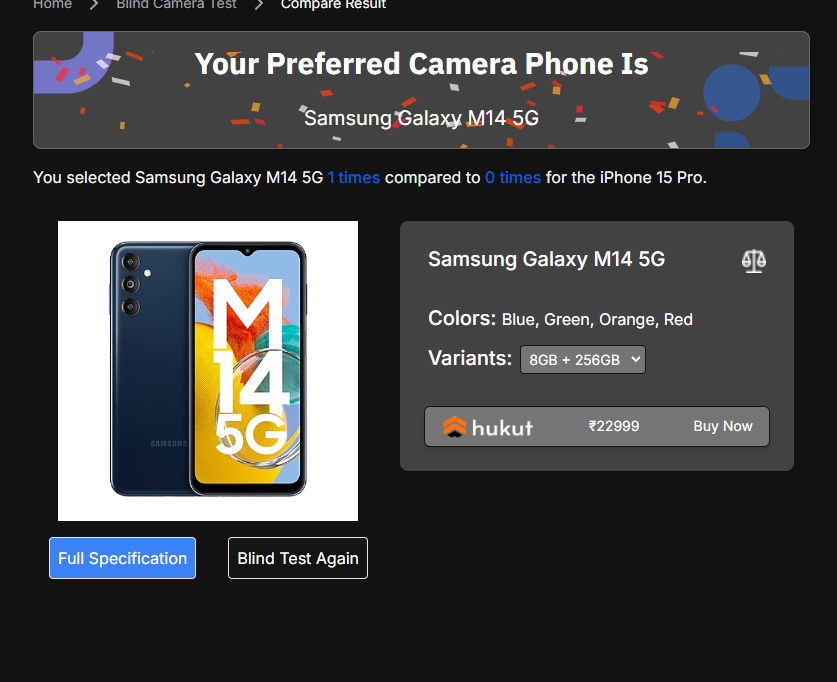 Home > Blind Camera Test > Compare Result
Your Preferred Camera Phone Is
Samsung Galaxy M14 5G
You selected Samsung Galaxy M14 5G 1 times compared to 0 times for the iPhone 15 Pro.
M
14
5G
SAMSUNG
Full Specification
Blind Test Again
Samsung Galaxy M14 5G
Colors: Blue, Green, Orange, Red
Variants: 8GB + 256GB
hukut ₹22999 Buy Now